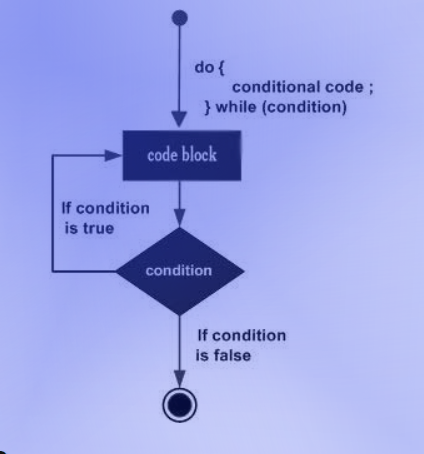 do {
conditional code ;
} while (condition)
code block
If condition
is true
condition
If condition
is false